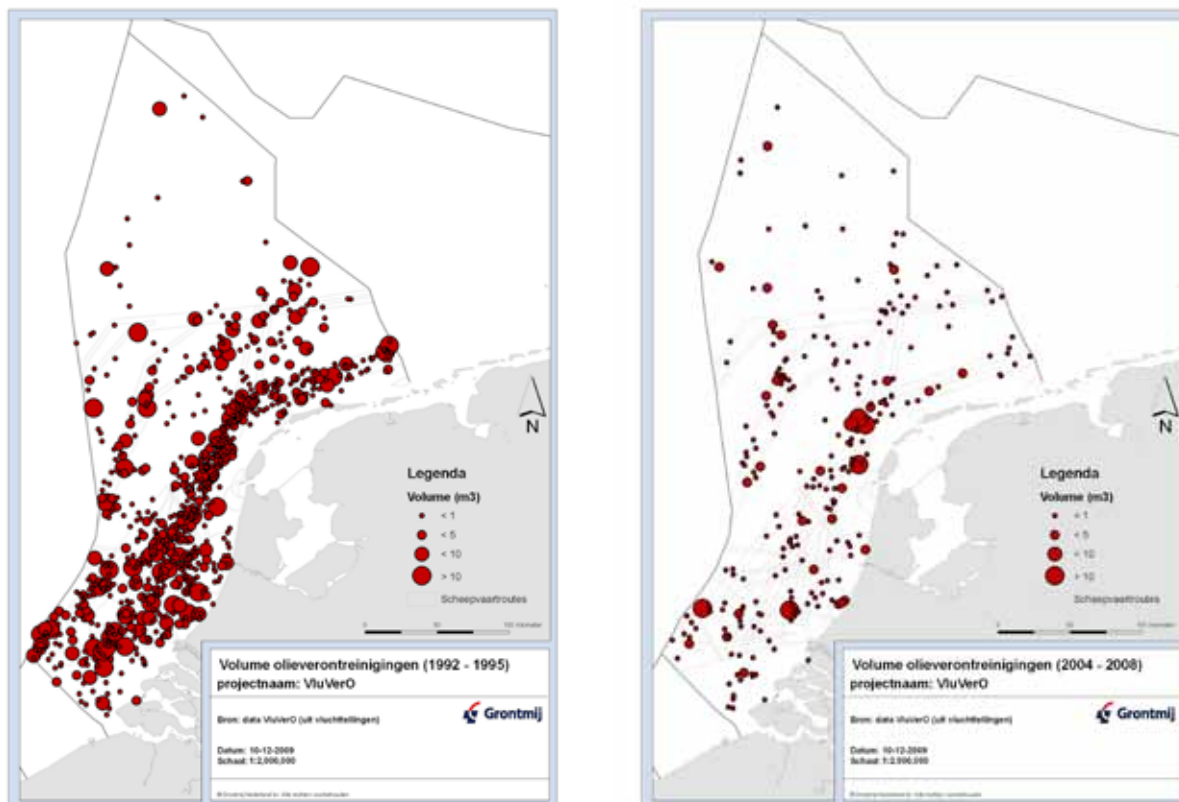 N
Legenda
Volume (m3)
< 1
< 5
< 10
> 10
Scheepvaartroutes
Volume olieverontreinigingen (1992 - 1995)
projectnaam: VluVerO
Bron: data VluVerO (uit vluchttellingen)
Grontmij
Datum: 10-12-2009
Schaal: 1:2,000,000
N
Legenda
Volume (m3)
< 1
< 5
< 10
> 10
Scheepvaartroutes
Volume olieverontreinigingen (2004 - 2008)
projectnaam: VluVerO
Bron: data VluVerO (uit vluchttellingen)
Grontmij
Datum: 10-12-2009
Schaal: 1:2,000,000